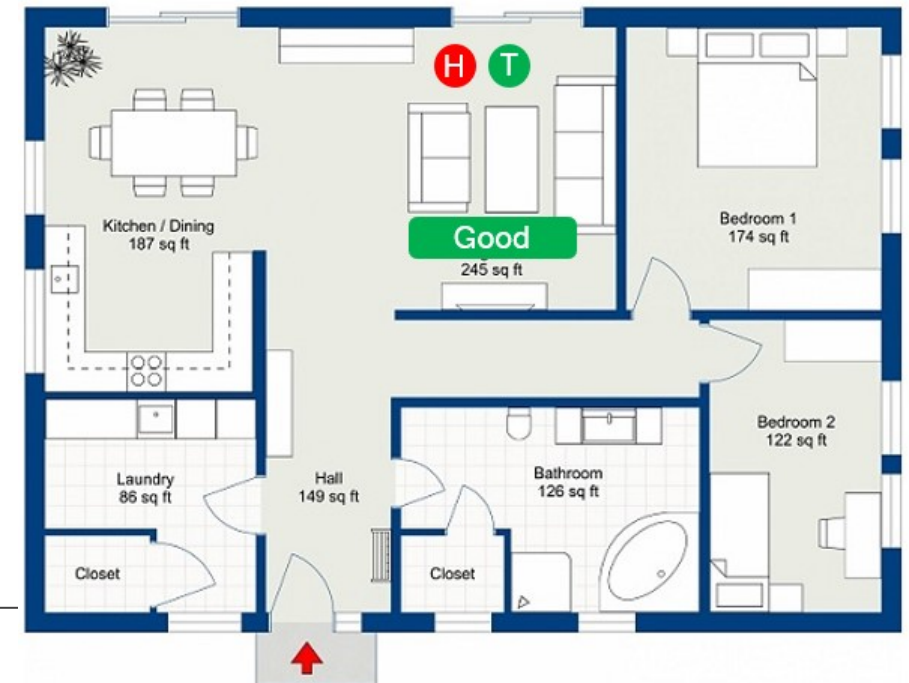 H T
Kitchen / Dining
187 sq ft
Good
245 sq ft
Bedroom 1
174 sq ft
Laundry
86 sq ft
Closet
Hall
149 sq ft
Bathroom
126 sq ft
Closet
Bedroom 2
122 sq ft